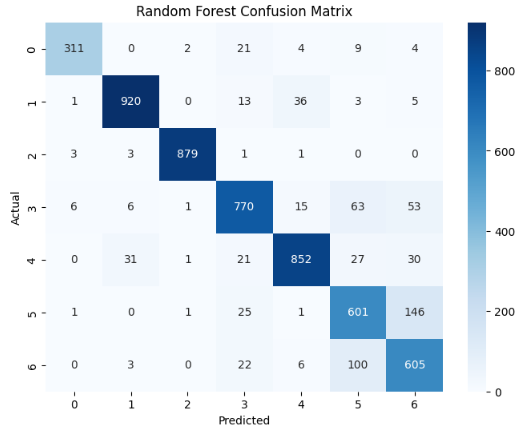 Random Forest Confusion Matrix
0 311 0 2 21 4 9 4
1 1 920 0 13 36 3 5
2 3 3 879 1 1 0 0
3 6 6 1 770 15 63 53
4 0 31 1 21 852 27 30
5 1 0 1 25 1 601 146
6 0 3 0 22 6 100 605
0 1 2 3 4 5 6
Predicted
Actual
800
600
400
200
0